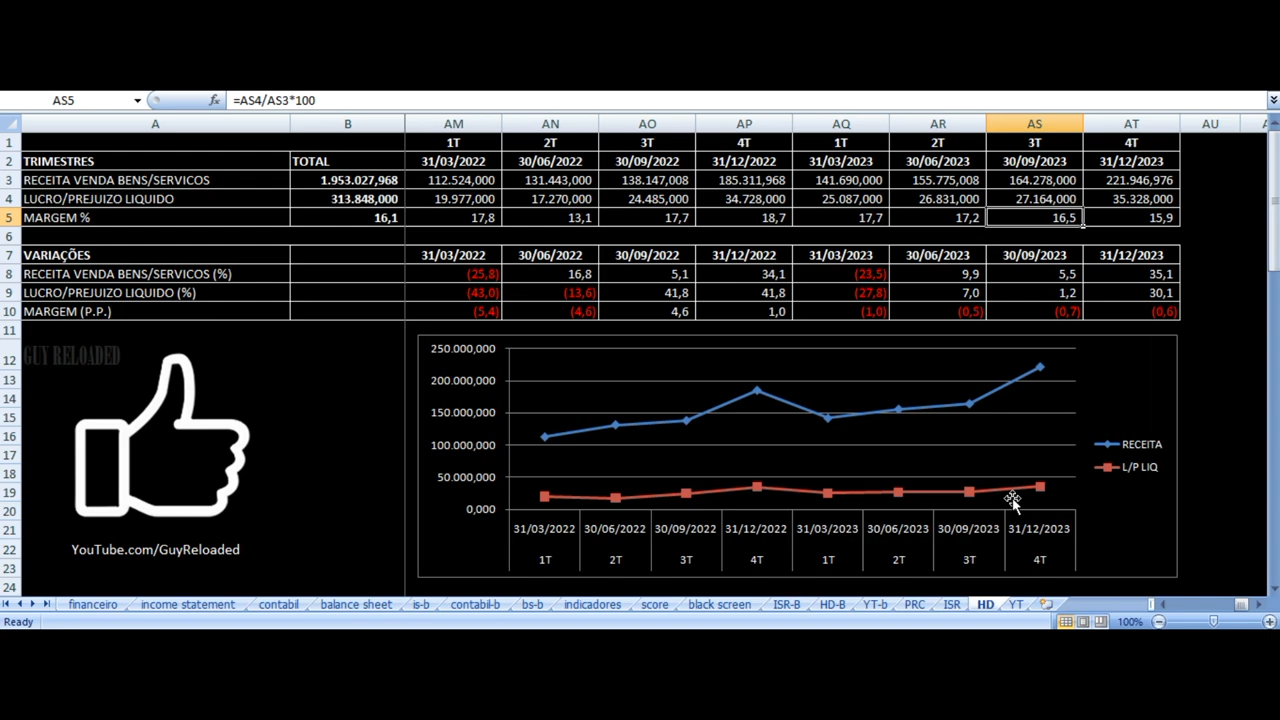 AS5 fx =AS4/AS3*100
A B AM AN AO AP AQ AR AS AT AU
1 1T 2T 3T 4T 1T 2T 3T 4T
2 TRIMESTRES TOTAL 31/03/2022 30/06/2022 30/09/2022 31/12/2022 31/03/2023 30/06/2023 30/09/2023 31/12/2023
3 RECEITA VENDA BENS/SERVICOS 1.953.027,968 112.524,000 131.443,000 138.147,008 185.311,968 141.690,000 155.775,008 164.278,000 221.946,976
4 LUCRO/PREJUIZO LIQUIDO 313.848,000 19.977,000 17.270,000 24.485,000 34.728,000 25.087,000 26.831,000 27.164,000 35.328,000
5 MARGEM % 16,1 17,8 13,1 17,7 18,7 17,7 17,2 16,5 15,9
6
7 VARIAÇÕES 31/03/2022 30/06/2022 30/09/2022 31/12/2022 31/03/2023 30/06/2023 30/09/2023 31/12/2023
8 RECEITA VENDA BENS/SERVICOS (%) (25,8) 16,8 5,1 34,1 (23,5) 9,9 5,5 35,1
9 LUCRO/PREJUIZO LIQUIDO (%) (43,0) (13,6) 41,8 41,8 (27,8) 7,0 1,2 30,1
10 MARGEM (P.P.) (5,4) (4,6) 4,6 1,0 (1,0) (0,5) (0,7) (0,6)
11
12 GUY RELOADED
13
14
15
16
17
18
19
20
21
22
23
24
YouTube.com/GuyReloaded
250.000,000
200.000,000
150.000,000
100.000,000
50.000,000
0,000
RECEITA
L/P LIQ
31/03/2022 30/06/2022 30/09/2022 31/12/2022 31/03/2023 30/06/2023 30/09/2023 31/12/2023
1T 2T 3T 4T 1T 2T 3T 4T
financeiro income statement contabil balance sheet is-b contabil-b bs-b indicadores score black screen ISR-B HD-B YT-b PRC ISR HD YT
Ready 100%